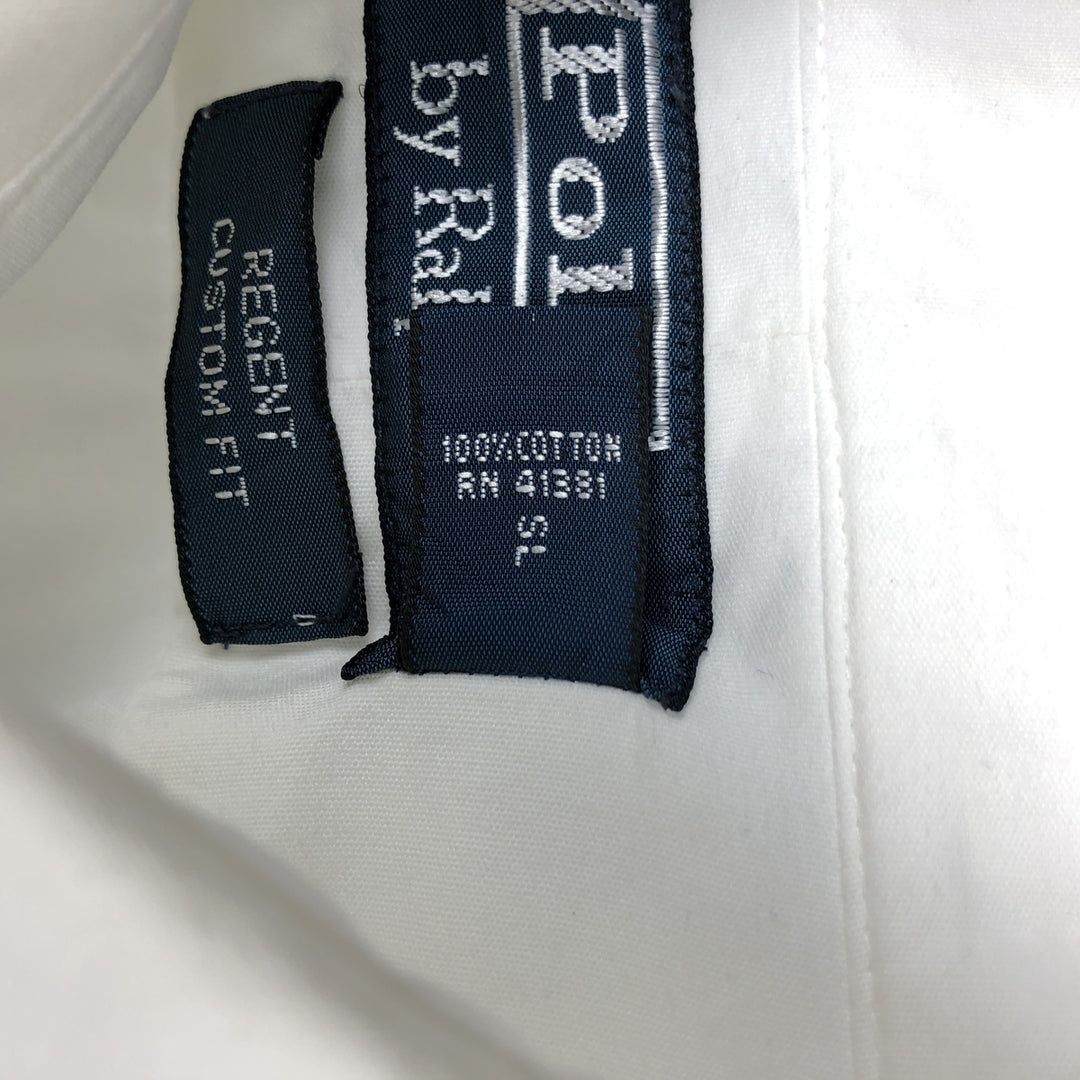 Pol
by Ral
REGENT
CUSTOM FIT
100% COTTON
RN 41381
SL